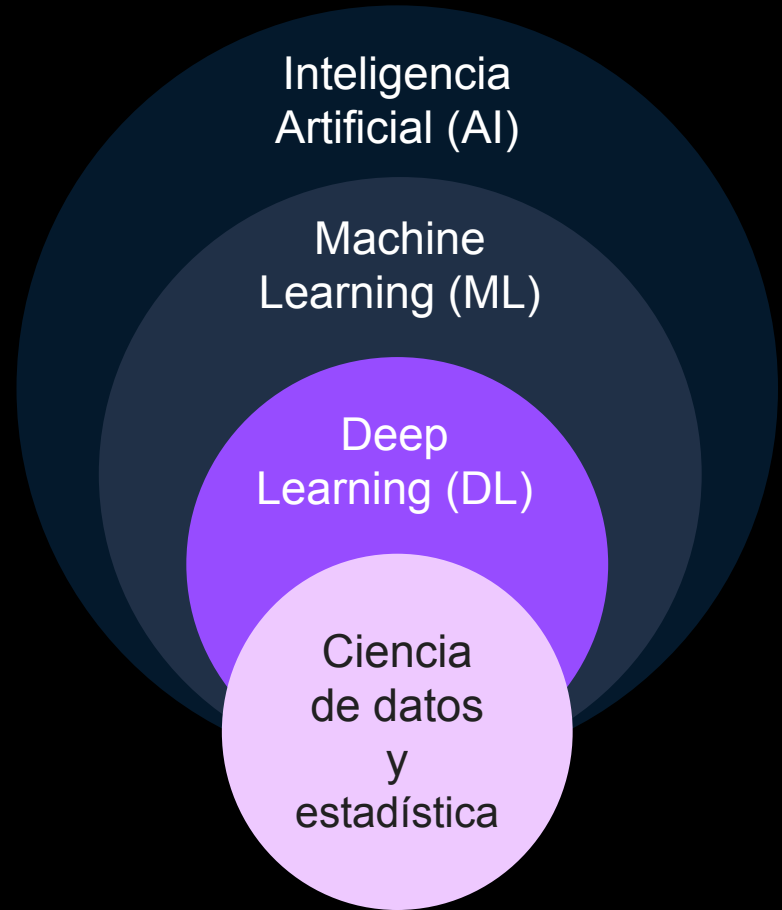 Inteligencia
Artificial (AI)
Machine
Learning (ML)
Deep
Learning (DL)
Ciencia
de datos
y
estadística